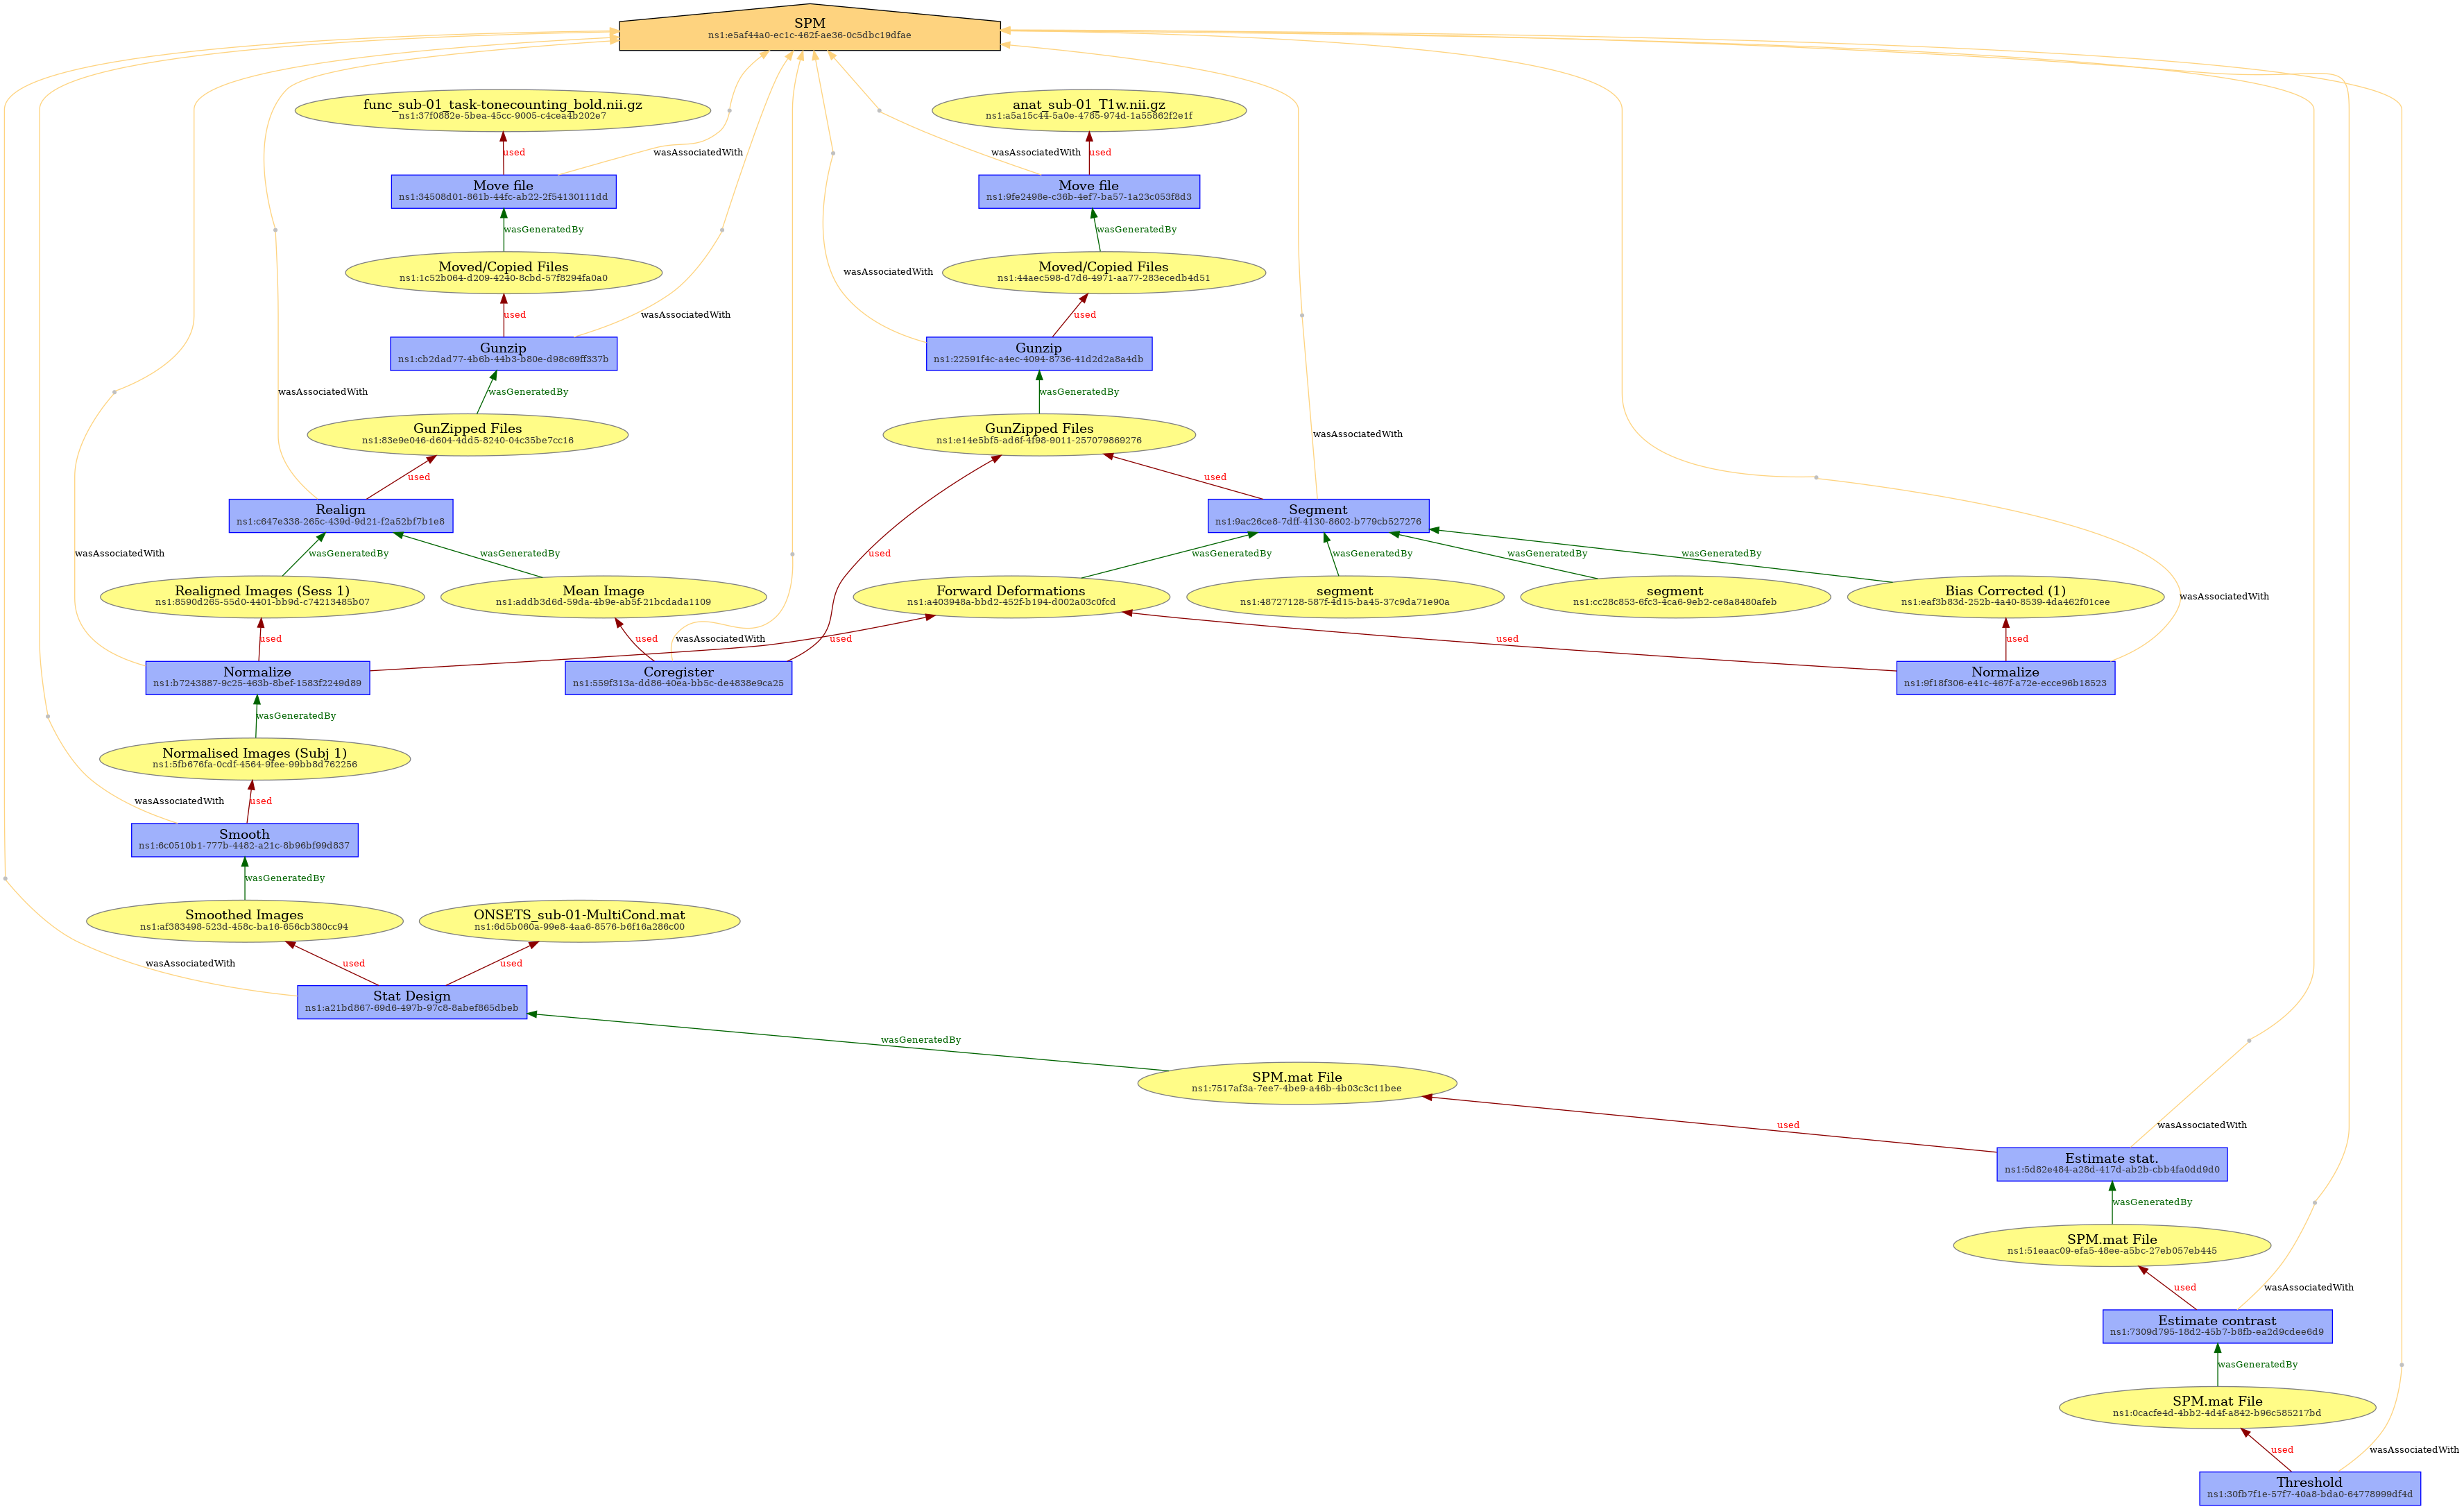 SPM
ns1:e5af44a0-ec1c-462f-ae36-0c5dbc19dfae
func_sub-01_task-tonecounting_bold.nii.gz
ns1:37f0882e-5bea-45cc-9005-c4cea4b202e7
anat_sub-01_T1w.nii.gz
ns1:a5a15c44-5a0e-4785-974d-1a55862f2e1f
used
wasAssociatedWith
wasAssociatedWith
used
Move file
ns1:34508d01-861b-44fc-ab22-2f54130111dd
Move file
ns1:9fe2498e-c36b-4ef7-ba57-1a23c053f8d3
wasGeneratedBy
wasGeneratedBy
Moved/Copied Files
ns1:1c52b064-d209-4240-8cbd-57f8294fa0a0
wasAssociatedWith
Moved/Copied Files
ns1:44aec598-d7d6-4971-aa77-283ecedb4d51
used
wasAssociatedWith
used
Gunzip
ns1:cb2dad77-4b6b-44b3-b80e-d98c69ff337b
Gunzip
ns1:22591f4c-a4ec-4094-8736-41d2d2a8a4db
wasAssociatedWith
wasGeneratedBy
wasGeneratedBy
GunZipped Files
ns1:83e9e046-d604-4dd5-8240-04c35be7cc16
GunZipped Files
ns1:e14e5bf5-ad6f-4f98-9011-257079869276
wasAssociatedWith
used
used
Realign
ns1:c647e338-265c-439d-9d21-f2a52bf7b1e8
Segment
ns1:9ac26ce8-7dff-4130-8602-b779cb527276
wasAssociatedWith
wasGeneratedBy
wasGeneratedBy
used
wasGeneratedBy
wasGeneratedBy
wasGeneratedBy
wasGeneratedBy
Realigned Images (Sess 1)
ns1:8590d265-55d0-4401-bb9d-c74213485b07
Mean Image
ns1:addb3d6d-59da-4b9e-ab5f-21bcdada1109
Forward Deformations
ns1:a403948a-bbd2-452f-b194-d002a03c0fcd
segment
ns1:48727128-587f-4d15-ba45-37c9da71e90a
segment
ns1:cc28c853-6fc3-4ca6-9eb2-ce8a8480afeb
Bias Corrected (1)
ns1:eaf3b83d-252b-4a40-8539-4da462f01cee
wasAssociatedWith
used
used
wasAssociatedWith
used
used
used
Normalize
ns1:b7243887-9c25-463b-8bef-1583f2249d89
Coregister
ns1:559f313a-dd86-40ea-bb5c-de4838e9ca25
Normalize
ns1:9f18f306-e41c-467f-a72e-ecce96b18523
wasGeneratedBy
Normalised Images (Subj 1)
ns1:5fb676fa-0cdf-4564-9fee-99bb8d762256
wasAssociatedWith
used
Smooth
ns1:6c0510b1-777b-4482-a21c-8b96bf99d837
wasGeneratedBy
Smoothed Images
ns1:af383498-523d-458c-ba16-656cb380cc94
ONSETS_sub-01-MultiCond.mat
ns1:6d5b060a-99e8-4aa6-8576-b6f16a286c00
wasAssociatedWith
used
used
Stat Design
ns1:a21bd867-69d6-497b-97c8-8abef865dbeb
wasGeneratedBy
SPM.mat File
ns1:7517af3a-7ee7-4be9-a46b-4b03c3c11bee
used
wasAssociatedWith
Estimate stat.
ns1:5d82e484-a28d-417d-ab2b-cbb4fa0dd9d0
wasGeneratedBy
SPM.mat File
ns1:51eaac09-efa5-48ee-a5bc-27eb057eb445
used
wasAssociatedWith
Estimate contrast
ns1:7309d795-18d2-45b7-b8fb-ea2d9cdee6d9
wasGeneratedBy
SPM.mat File
ns1:0cacfe4d-4bb2-4d4f-a842-b96c585217bd
used
wasAssociatedWith
Threshold
ns1:30fb7f1e-57f7-40a8-bda0-64778999df4d